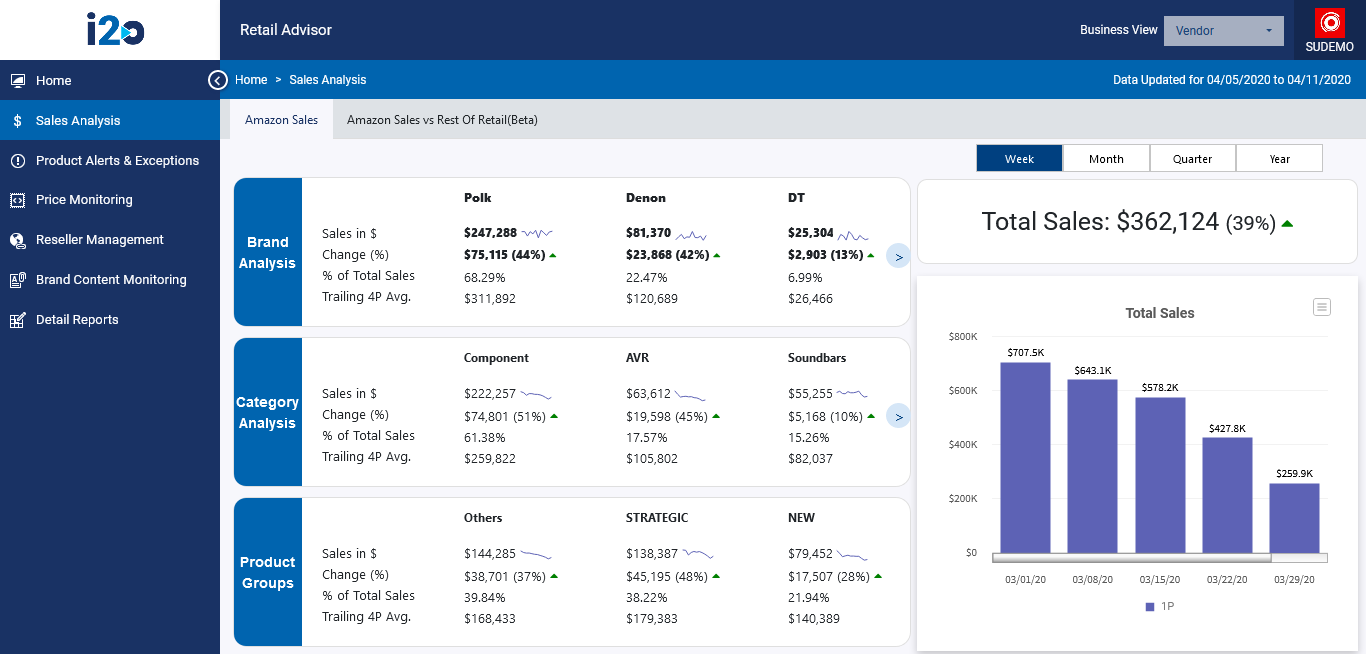 i2o
Retail Advisor
Business View
Vendor
SUDEMO
Home
Sales Analysis
Product Alerts & Exceptions
Price Monitoring
Reseller Management
Brand Content Monitoring
Detail Reports
Home > Sales Analysis
Data Updated for 04/05/2020 to 04/11/2020
Amazon Sales
Amazon Sales vs Rest Of Retail(Beta)
Week Month Quarter Year
Brand
Analysis
Polk Denon DT
Sales in $ $247,288 $81,370 $25,304
Change (%) $75,115 (44%) $23,868 (42%) $2,903 (13%)
% of Total Sales 68.29% 22.47% 6.99%
Trailing 4P Avg. $311,892 $120,689 $26,466
>
Category
Analysis
Component AVR Soundbars
Sales in $ $222,257 $63,612 $55,255
Change (%) $74,801 (51%) $19,598 (45%) $5,168 (10%)
% of Total Sales 61.38% 17.57% 15.26%
Trailing 4P Avg. $259,822 $105,802 $82,037
>
Product
Groups
Others STRATEGIC NEW
Sales in $ $144,285 $138,387 $79,452
Change (%) $38,701 (37%) $45,195 (48%) $17,507 (28%)
% of Total Sales 39.84% 38.22% 21.94%
Trailing 4P Avg. $168,433 $179,383 $140,389
Total Sales: $362,124 (39%)
Total Sales
$800K
$600K
$400K
$200K
$0
$707.5K
$643.1K
$578.2K
$427.8K
$259.9K
03/01/20 03/08/20 03/15/20 03/22/20 03/29/20
1P